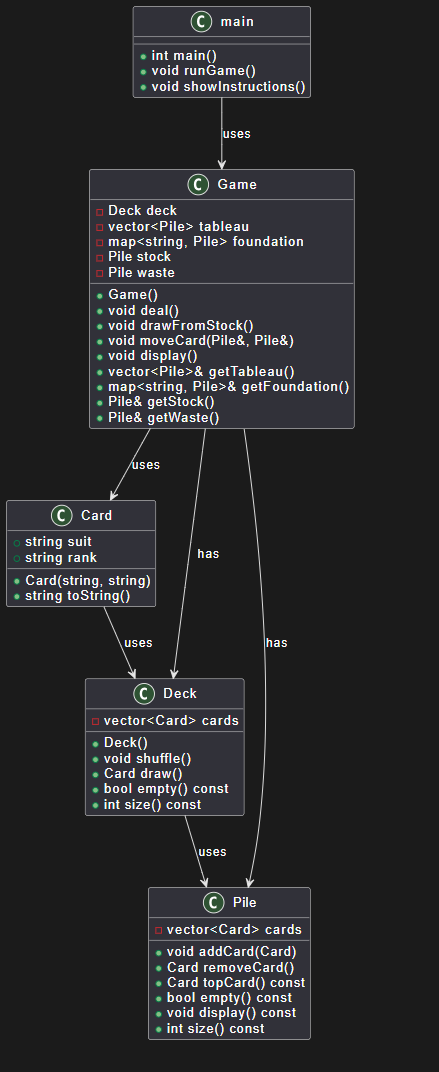 C main
int main()
void runGame()
void showInstructions()
uses
C Game
Deck deck
vector<Pile> tableau
map<string, Pile> foundation
Pile stock
Pile waste
Game()
void deal()
void drawFromStock()
void moveCard(Pile&, Pile&)
void display()
vector<Pile>& getTableau()
map<string, Pile>& getFoundation()
Pile& getStock()
Pile& getWaste()
uses
C Card
string suit
string rank
Card(string, string)
string toString()
has
has
uses
C Deck
vector<Card> cards
Deck()
void shuffle()
Card draw()
bool empty() const
int size() const
uses
C Pile
vector<Card> cards
void addCard(Card)
Card removeCard()
Card topCard() const
bool empty() const
void display() const
int size() const